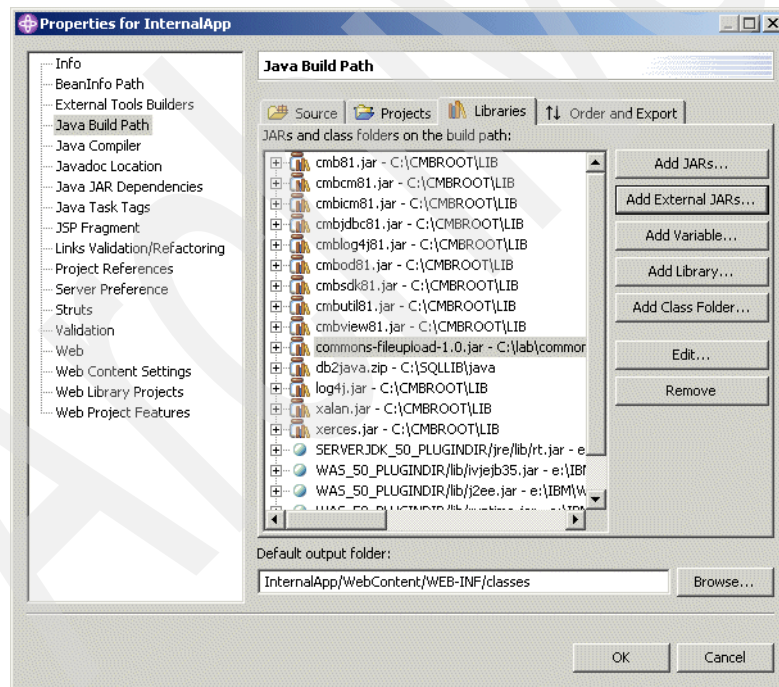 Properties for InternalApp
Info
BeanInfo Path
External Tools Builders
Java Build Path
Java Compiler
Javadoc Location
Java JAR Dependencies
Java Task Tags
JSP Fragment
Links Validation/Refactoring
Project References
Server Preference
Struts
Validation
Web
Web Content Settings
Web Library Projects
Web Project Features
Java Build Path
Source
Projects
Libraries
Order and Export
JARs and class folders on the build path:
cmb81.jar - C:\CMBROOT\LIB
cmbcm81.jar - C:\CMBROOT\LIB
cmbicm81.jar - C:\CMBROOT\LIB
cmbjdbc81.jar - C:\CMBROOT\LIB
cmblog4j81.jar - C:\CMBROOT\LIB
cmbod81.jar - C:\CMBROOT\LIB
cmbsdk81.jar - C:\CMBROOT\LIB
cmbutil81.jar - C:\CMBROOT\LIB
cmbview81.jar - C:\CMBROOT\LIB
commons-fileupload-1.0.jar - C:\lab\common
db2java.zip - C:\SQLLIB\java
log4j.jar - C:\CMBROOT\LIB
xalan.jar - C:\CMBROOT\LIB
xerces.jar - C:\CMBROOT\LIB
SERVERJDK_50_PLUGINDIR/jre/lib/rt.jar - e
WAS_50_PLUGINDIR/lib/ivjejb35.jar - e:\IBM
WAS_50_PLUGINDIR/lib/j2ee.jar - e:\IBM\W
Add JARs...
Add External JARs...
Add Variable...
Add Library...
Add Class Folder...
Edit...
Remove
Default output folder:
InternalApp/WebContent/WEB-INF/classes
Browse...
OK
Cancel